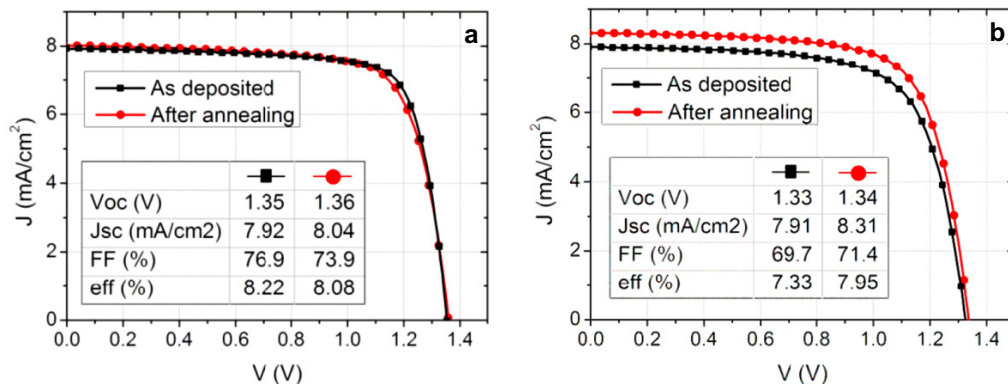 a
J (mA/cm²)
8
6
4
2
0
As deposited
After annealing
Voc (V) 1.35 1.36
Jsc (mA/cm2) 7.92 8.04
FF (%) 76.9 73.9
eff (%) 8.22 8.08
0.0 0.2 0.4 0.6 0.8 1.0 1.2 1.4
V (V)
b
J (mA/cm²)
8
6
4
2
0
As deposited
After annealing
Voc (V) 1.33 1.34
Jsc (mA/cm2) 7.91 8.31
FF (%) 69.7 71.4
eff (%) 7.33 7.95
0.0 0.2 0.4 0.6 0.8 1.0 1.2 1.4
V (V)